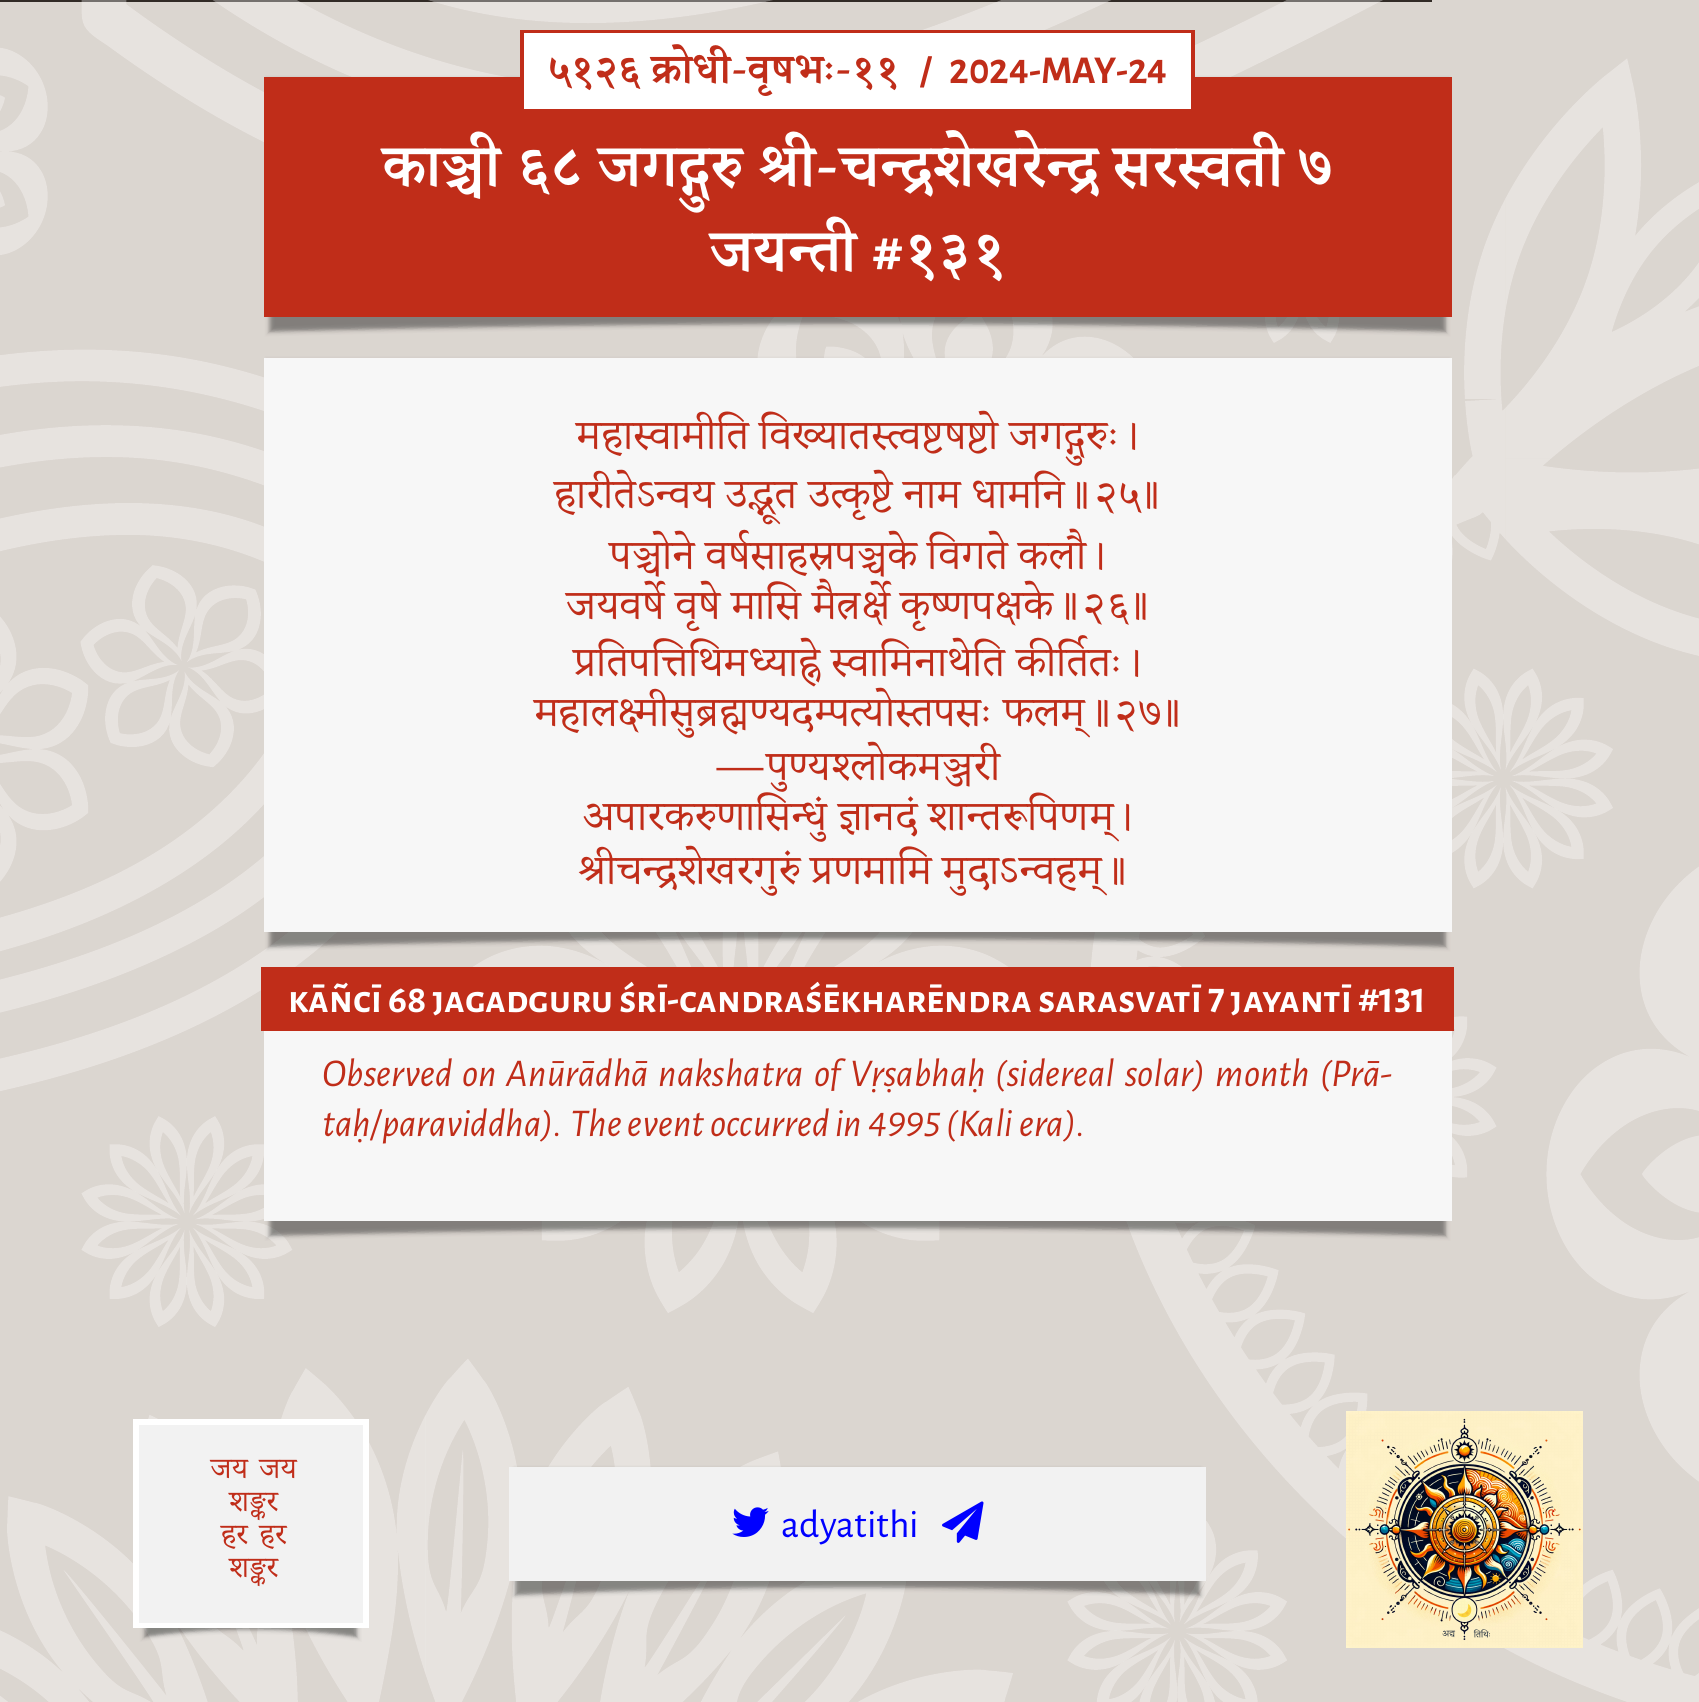 ५१२६ क्रोधी-वृषभः-११ / 2024-MAY-24
काञ्ची ६८ जगद्गुरु श्री-चन्द्रशेखरेन्द्र सरस्वती ७
जयन्ती #१३१
महास्वामीति विख्यातस्त्वष्टषष्टो जगद्गुरुः।
हारीतेऽन्वय उद्भूत उत्कृष्टे नाम धामनि॥२५॥
पञ्चोने वर्षसाहस्रपञ्चके विगते कलौ।
जयवर्षे वृषे मासि मैत्रर्क्षे कृष्णपक्षके॥२६॥
प्रतिपत्तिथिमध्याह्ने स्वामिनाथेति कीर्तितः।
महालक्ष्मीसुब्रह्मण्यदम्पत्योस्तपसः फलम्॥२७॥
—पुण्यश्लोकमञ्जरी
अपारकरुणासिन्धुं ज्ञानदं शान्तरूपिणम्।
श्रीचन्द्रशेखरगुरुं प्रणमामि मुदाऽन्वहम्॥
KĀÑCĪ 68 JAGADGURU ŚRĪ-CANDRAŚĒKHARĒNDRA SARASVATĪ 7 JAYANTĪ #131
Observed on Anūrādhā nakshatra of Vṛṣabhaḥ (sidereal solar) month (Prā-
taḥ/paraviddha). The event occurred in 4995 (Kali era).
जय जय
शङ्कर
हर हर
शङ्कर
adyatithi
अद्य तिथिः